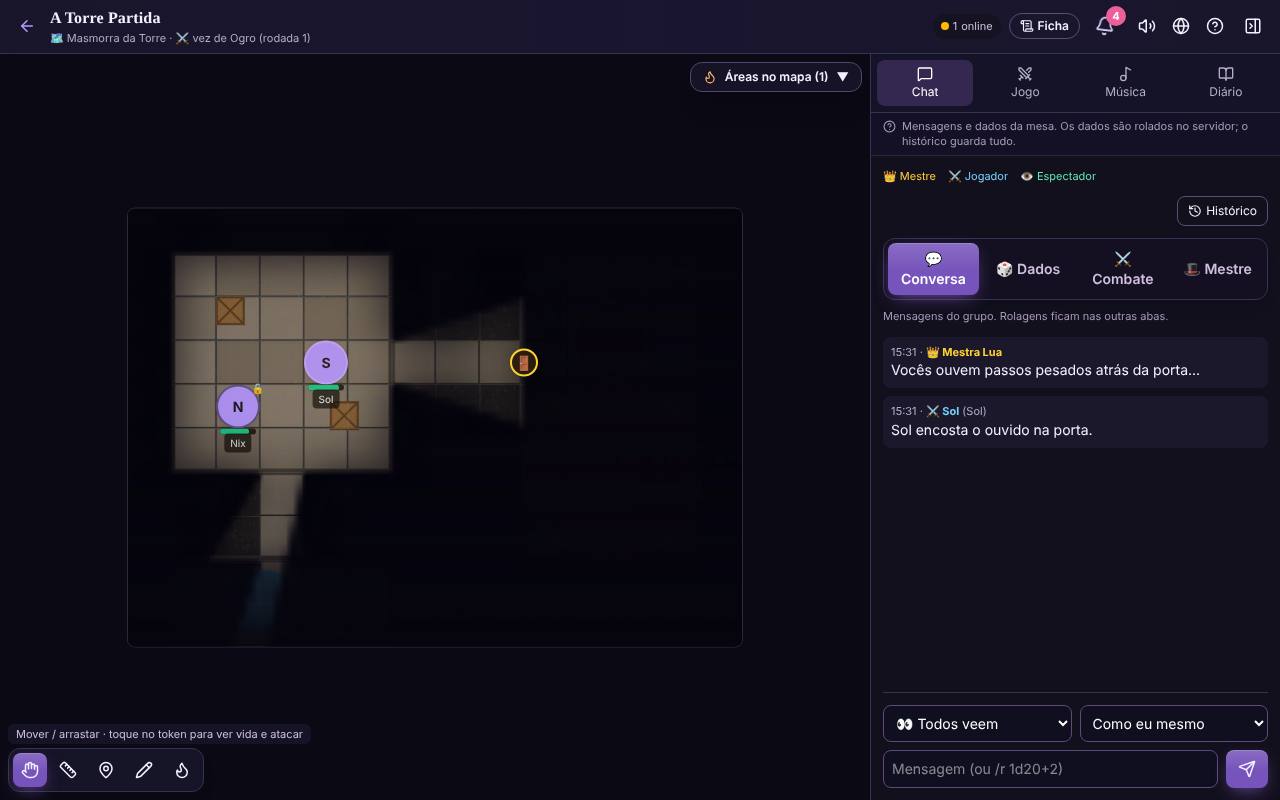 A Torre Partida
🗺️ Masmorra da Torre · ⚔️ vez de Ogro (rodada 1)
1 online
Ficha
4
Áreas no mapa (1) ▼
Chat
Jogo
Música
Diário
Mensagens e dados da mesa. Os dados são rolados no servidor; o
histórico guarda tudo.
👑 Mestre ⚔️ Jogador 👁️ Espectador
Histórico
💬 Conversa
🎲 Dados
⚔️ Combate
🎩 Mestre
Mensagens do grupo. Rolagens ficam nas outras abas.
15:31 · 👑 Mestra Lua
Vocês ouvem passos pesados atrás da porta…
15:31 · ⚔️ Sol (Sol)
Sol encosta o ouvido na porta.
S
Sol
N
Nix
Mover / arrastar · toque no token para ver vida e atacar
👀 Todos veem
Como eu mesmo
Mensagem (ou /r 1d20+2)